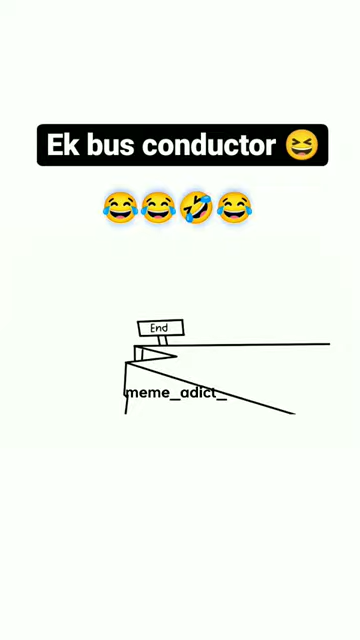 Ek bus conductor 😆
😂😂🤣😂
End
meme_adict_